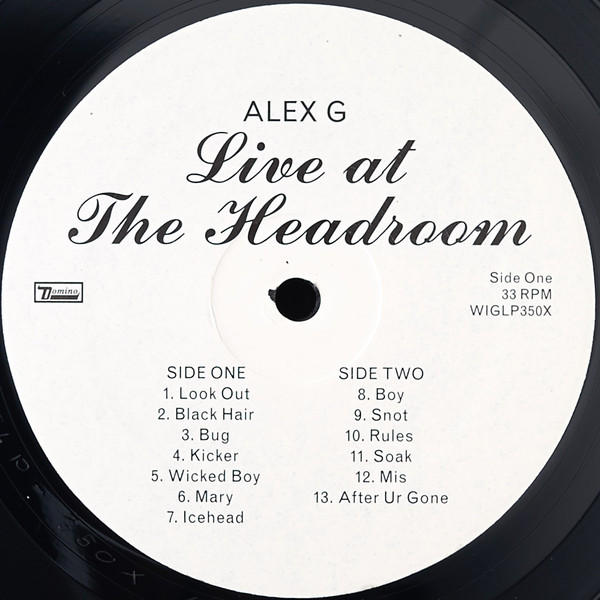 ALEX G
Live at
The Headroom
Domino
Side One
33 RPM
WIGLP350X
SIDE ONE
1. Look Out
2. Black Hair
3. Bug
4. Kicker
5. Wicked Boy
6. Mary
7. Icehead
SIDE TWO
8. Boy
9. Snot
10. Rules
11. Soak
12. Mis
13. After Ur Gone